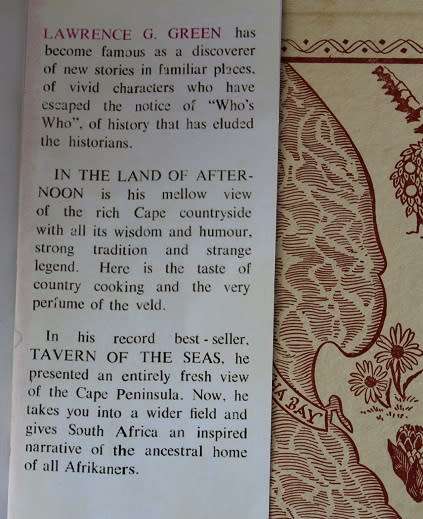 LAWRENCE G. GREEN has
become famous as a discoverer
of new stories in familiar places,
of vivid characters who have
escaped the notice of "Who's
Who", of history that has eluded
the historians.
IN THE LAND OF AFTER-
NOON is his mellow view
of the rich Cape countryside
with all its wisdom and humour,
strong tradition and strange
legend. Here is the taste of
country cooking and the very
perfume of the veld.
In his record best-seller,
TAVERN OF THE SEAS, he
presented an entirely fresh view
of the Cape Peninsula. Now, he
takes you into a wider field and
gives South Africa an inspired
narrative of the ancestral home
of all Afrikaners.
BAY